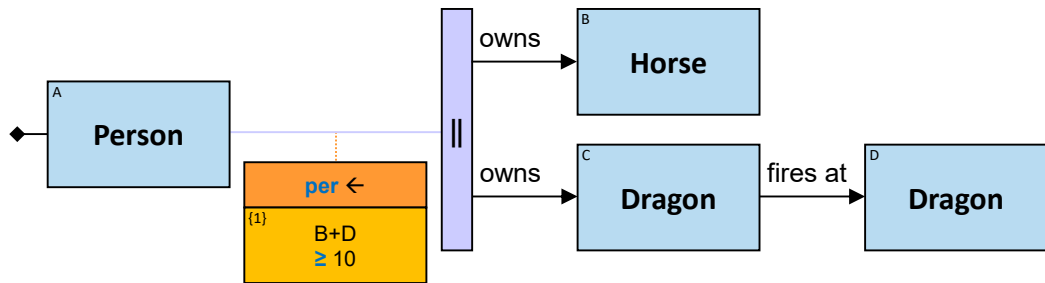 A
Person
per ←
{1}
B+D
≥ 10
||
owns
B
Horse
owns
C
Dragon
fires at
D
Dragon